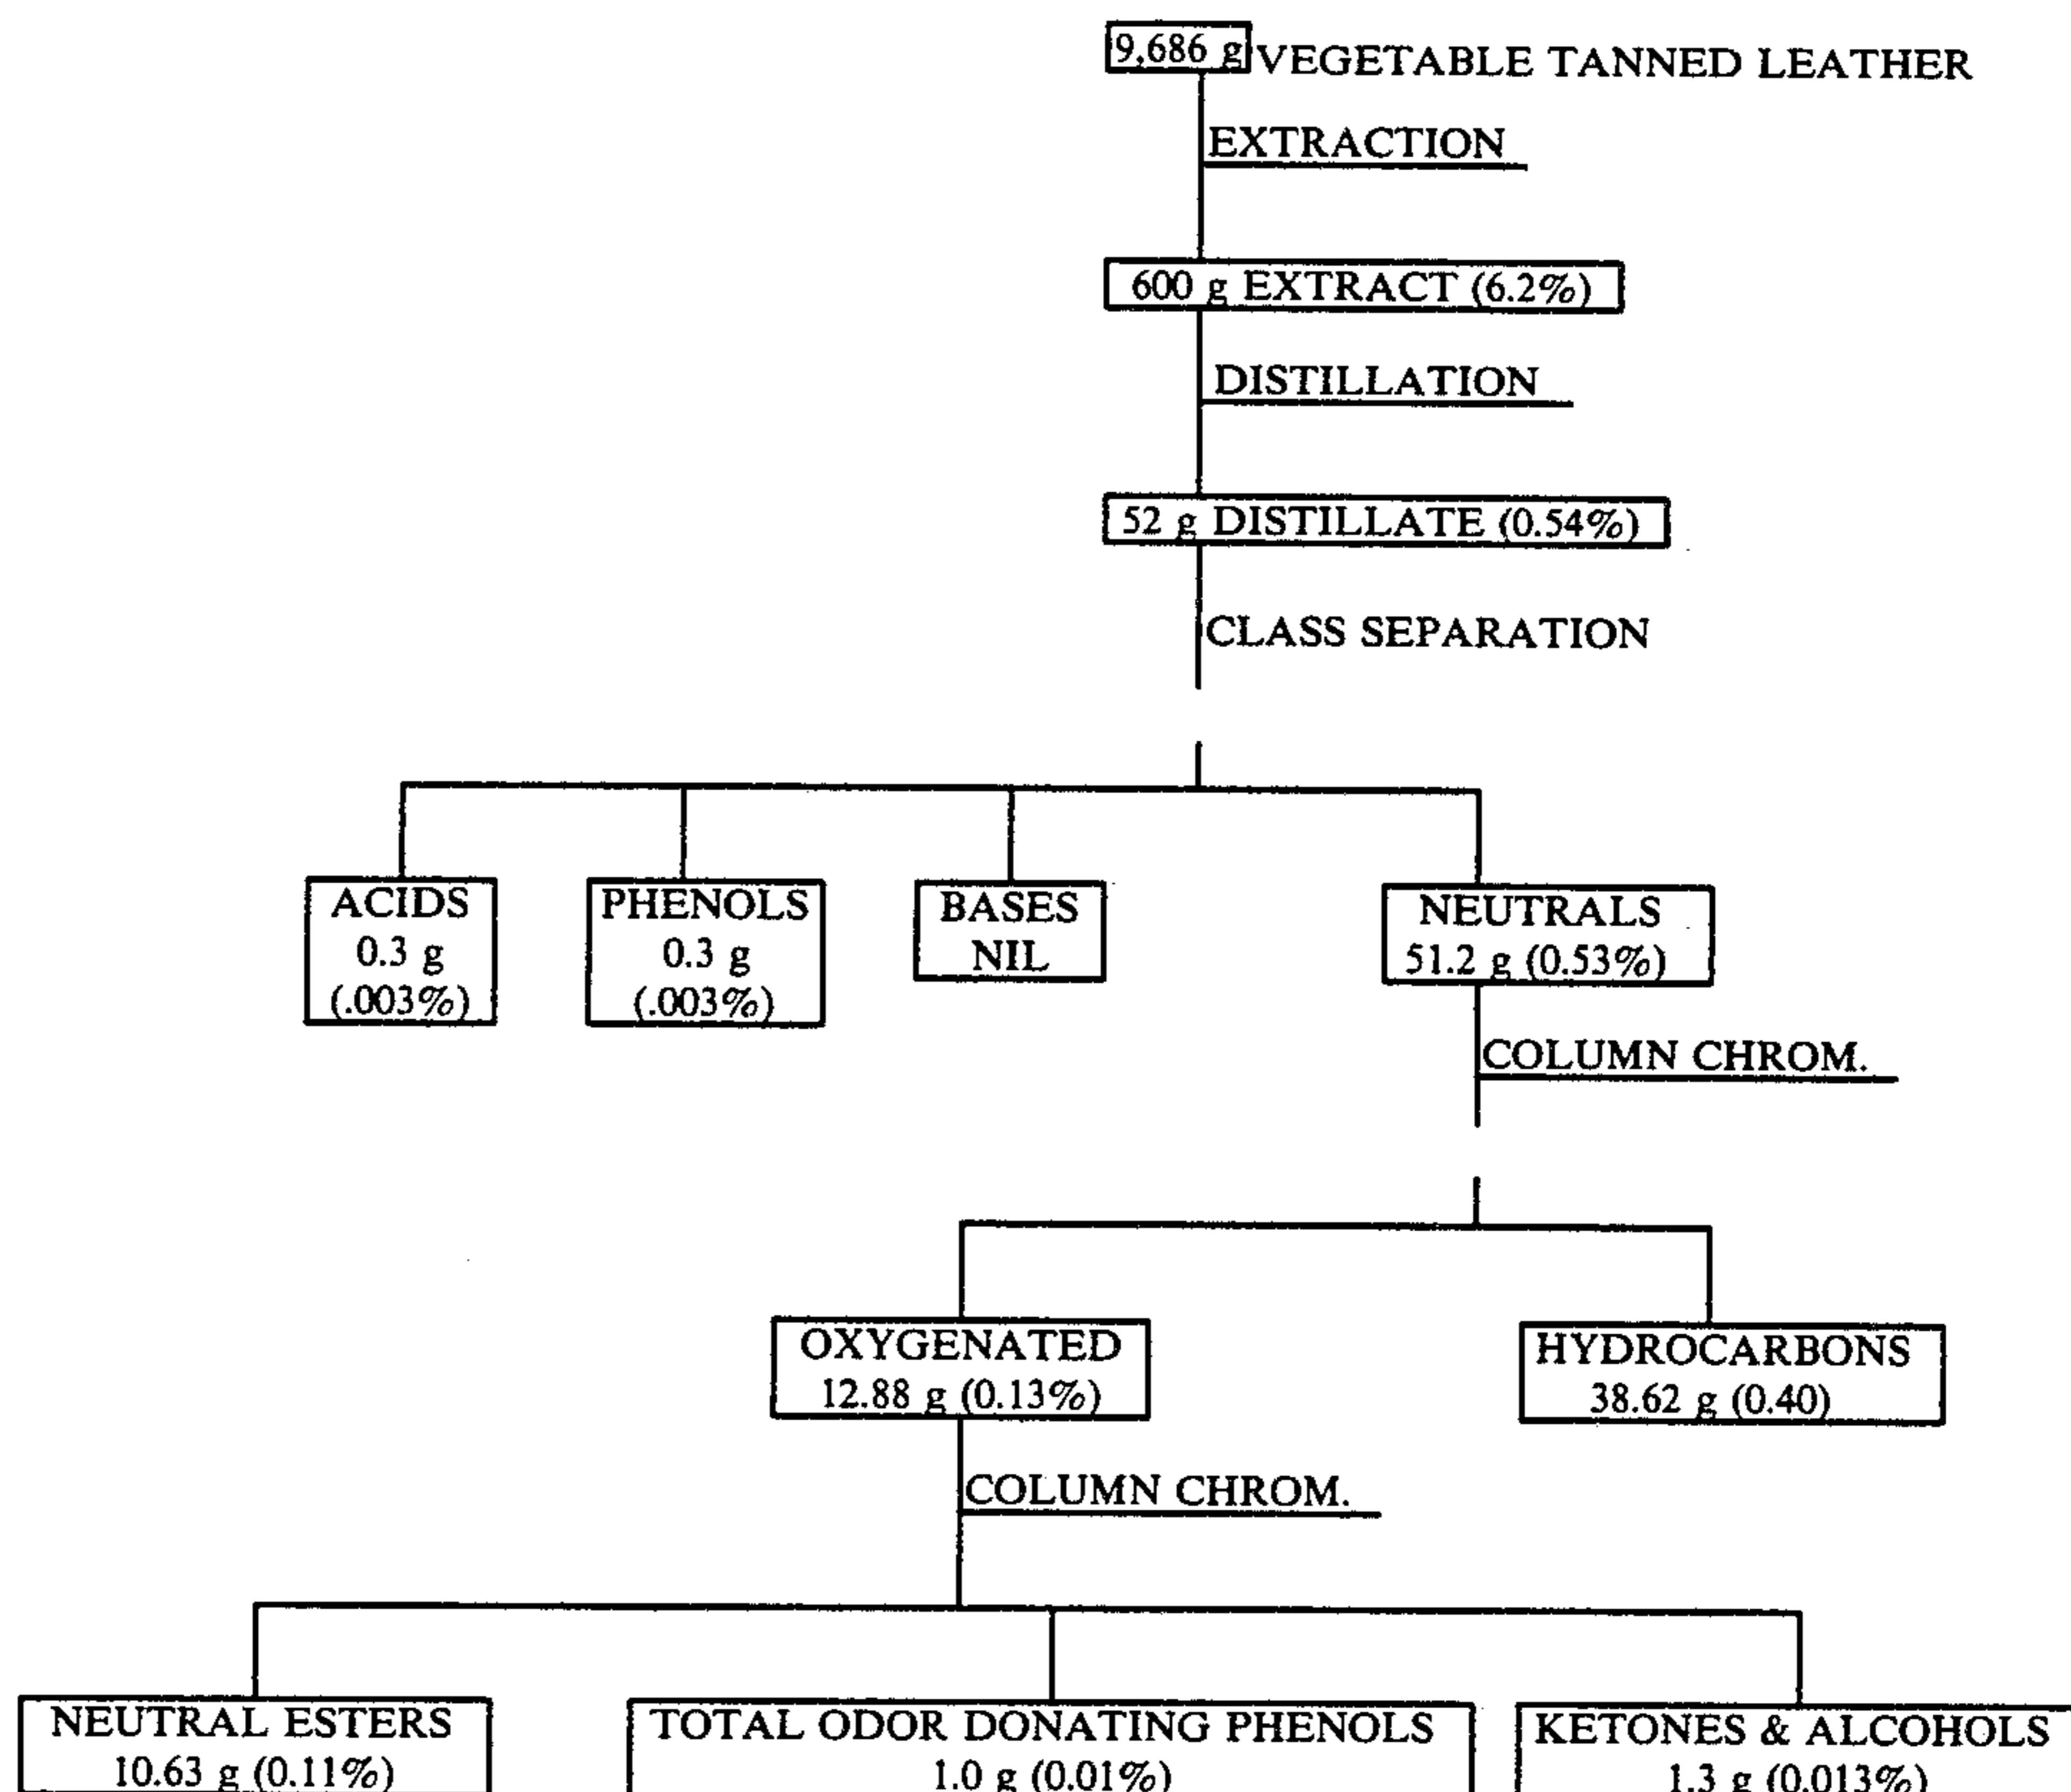 9,686 g VEGETABLE TANNED LEATHER
EXTRACTION
600 g EXTRACT (6.2%)
DISTILLATION
52 g DISTILLATE (0.54%)
CLASS SEPARATION
ACIDS
0.3 g
(.003%)
PHENOLS
0.3 g
(.003%)
BASES
NIL
NEUTRALS
51.2 g (0.53%)
COLUMN CHROM.
OXYGENATED
12.88 g (0.13%)
HYDROCARBONS
38.62 g (0.40)
COLUMN CHROM.
NEUTRAL ESTERS
10.63 g (0.11%)
TOTAL ODOR DONATING PHENOLS
1.0 g (0.01%)
KETONES & ALCOHOLS
1.3 g (0.013%)